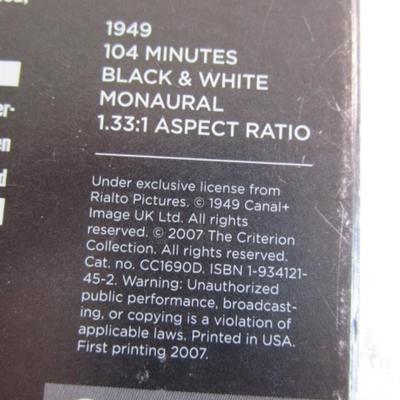 1949
104 MINUTES
BLACK & WHITE
MONAURAL
1.33:1 ASPECT RATIO
Under exclusive license from
Rialto Pictures. © 1949 Canal+
Image UK Ltd. All rights
reserved. © 2007 The Criterion
Collection. All rights reserved.
Cat. no. CC1690D. ISBN 1-934121-
45-2. Warning: Unauthorized
public performance, broadcast-
ing, or copying is a violation of
applicable laws. Printed in USA.
First printing 2007.